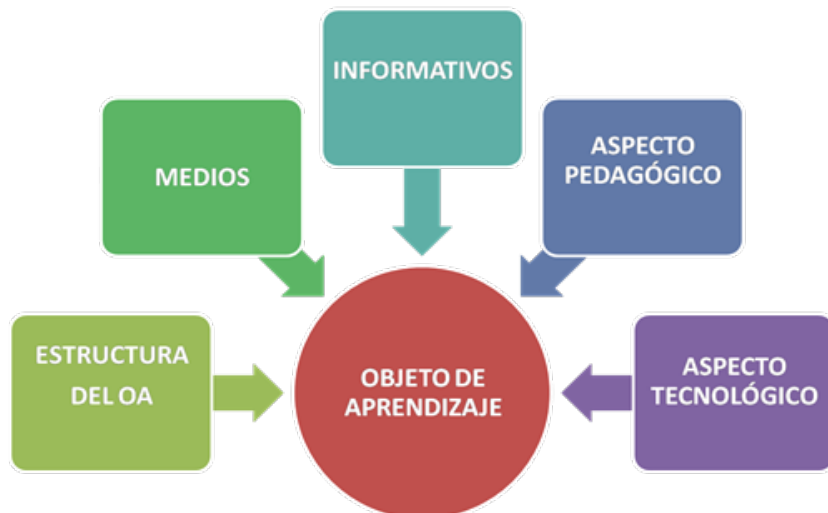 INFORMATIVOS
MEDIOS
ASPECTO
PEDAGÓGICO
ESTRUCTURA
DEL OA
OBJETO DE
APRENDIZAJE
ASPECTO
TECNOLÓGICO